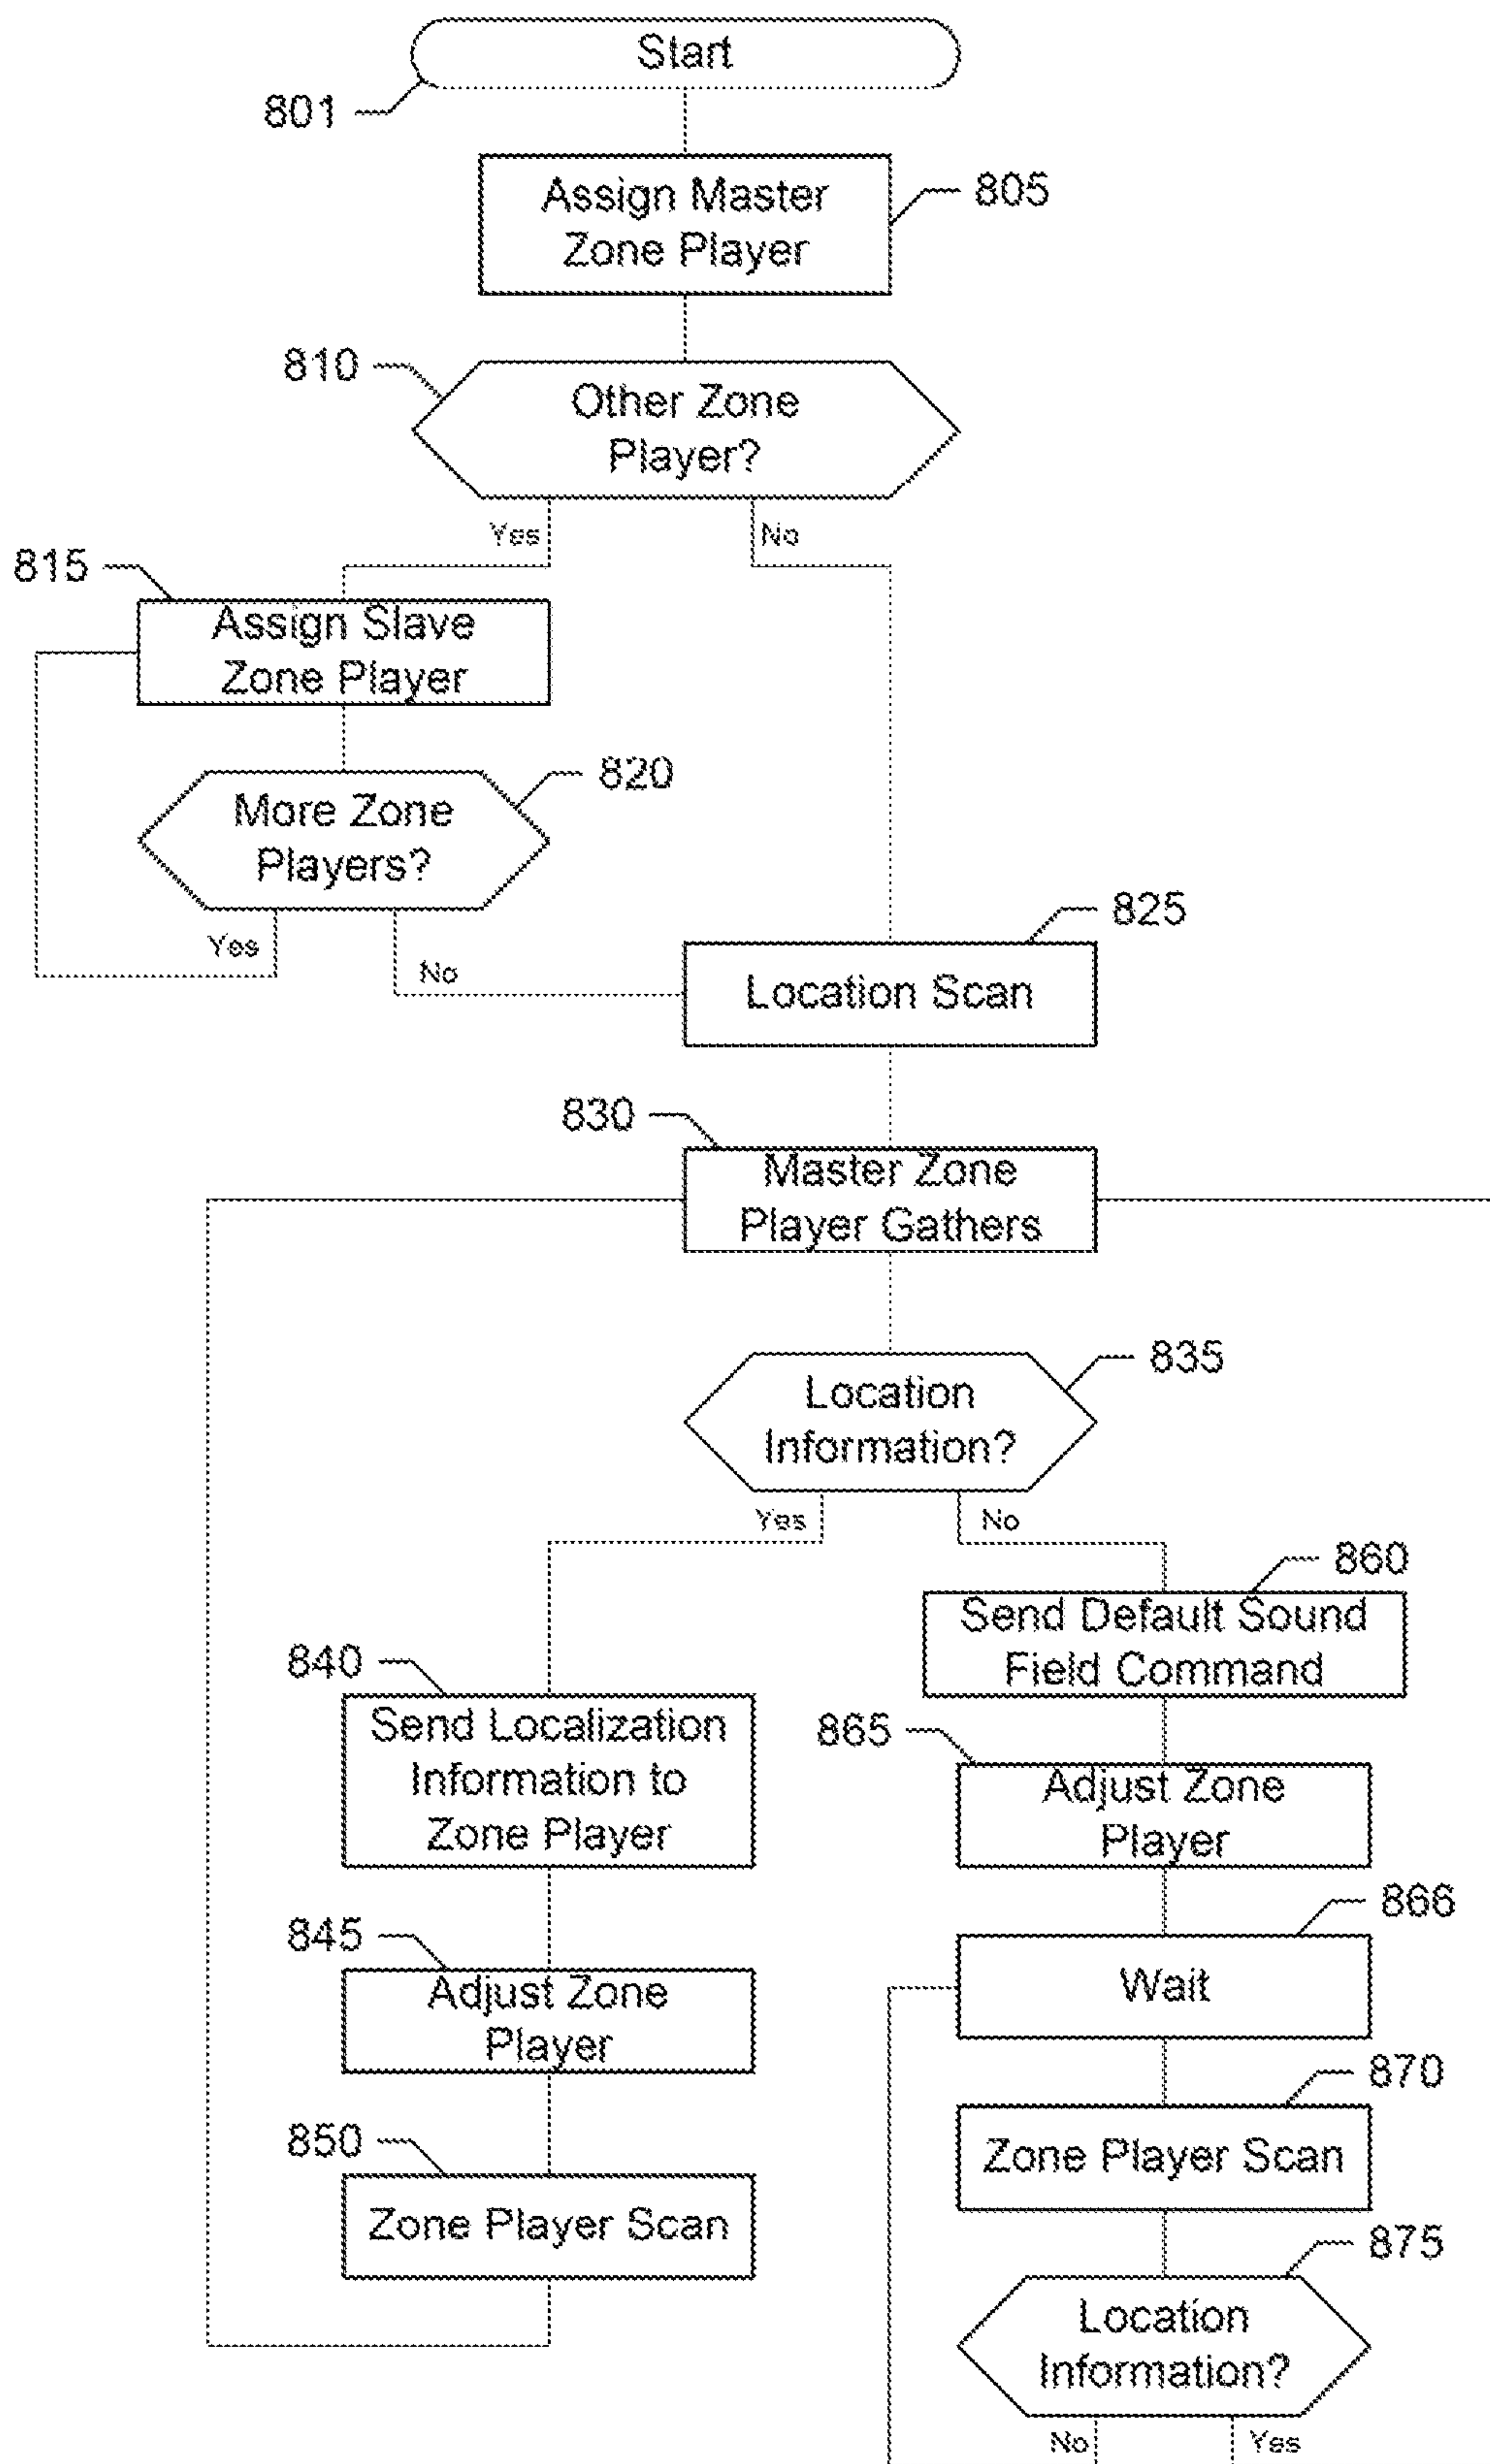 Start
801
Assign Master
Zone Player
805
810
Other Zone
Player?
Yes
No
815
Assign Slave
Zone Player
820
More Zone
Players?
Yes
No
825
Location Scan
830
Master Zone
Player Gathers
835
Location
Information?
Yes
No
860
Send Default Sound
Field Command
840
Send Localization
Information to
Zone Player
865
Adjust Zone
Player
866
Wait
845
Adjust Zone
Player
870
Zone Player Scan
850
Zone Player Scan
875
Location
Information?
No
Yes